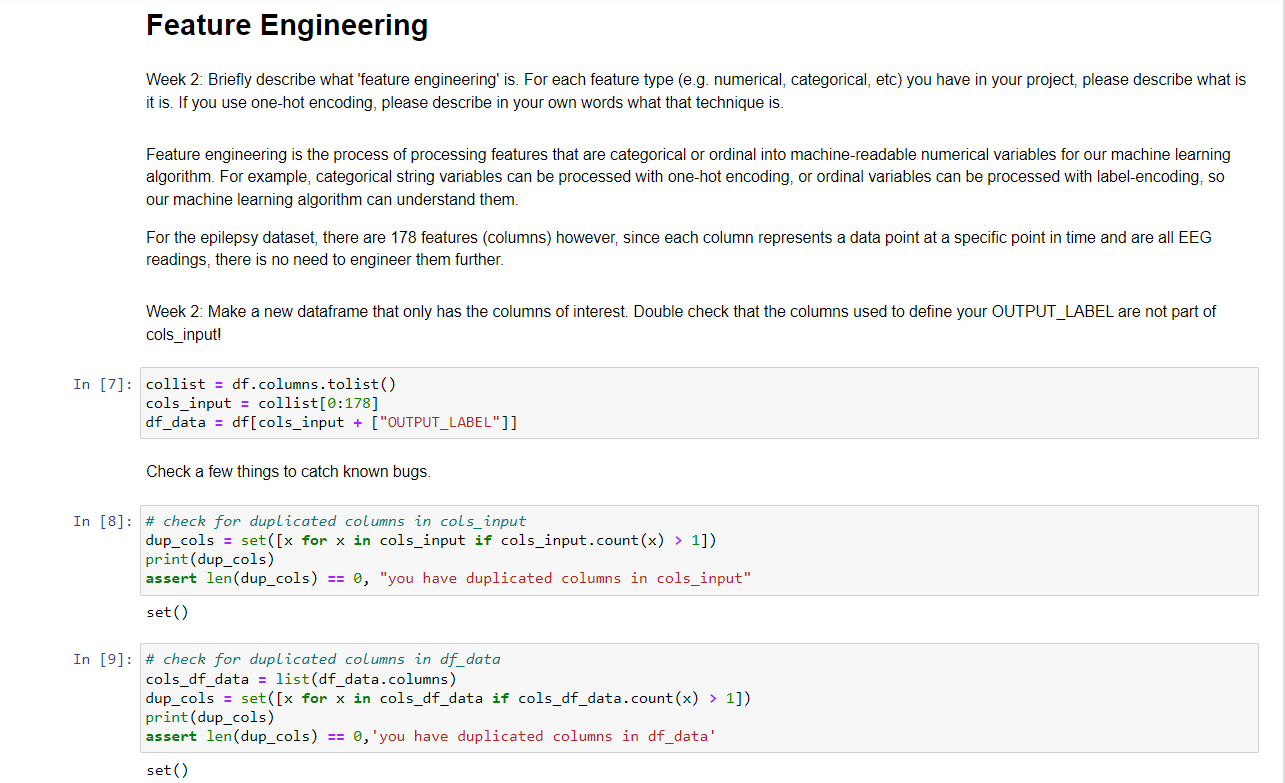 Feature Engineering
Week 2: Briefly describe what 'feature engineering' is. For each feature type (e.g. numerical, categorical, etc) you have in your project, please describe what is
it is. If you use one-hot encoding, please describe in your own words what that technique is.
Feature engineering is the process of processing features that are categorical or ordinal into machine-readable numerical variables for our machine learning
algorithm. For example, categorical string variables can be processed with one-hot encoding, or ordinal variables can be processed with label-encoding, so
our machine learning algorithm can understand them.
For the epilepsy dataset, there are 178 features (columns) however, since each column represents a data point at a specific point in time and are all EEG
readings, there is no need to engineer them further.
Week 2: Make a new dataframe that only has the columns of interest. Double check that the columns used to define your OUTPUT_LABEL are not part of
cols_input!
In [7]: collist = df.columns.tolist()
cols_input = collist[0:178]
df_data = df[cols_input + ["OUTPUT_LABEL"]]
Check a few things to catch known bugs.
In [8]: # check for duplicated columns in cols_input
dup_cols = set([x for x in cols_input if cols_input.count(x) > 1])
print(dup_cols)
assert len(dup_cols) == 0, "you have duplicated columns in cols_input"
set()
In [9]: # check for duplicated columns in df_data
cols_df_data = list(df_data.columns)
dup_cols = set([x for x in cols_df_data if cols_df_data.count(x) > 1])
print(dup_cols)
assert len(dup_cols) == 0,'you have duplicated columns in df_data'
set()